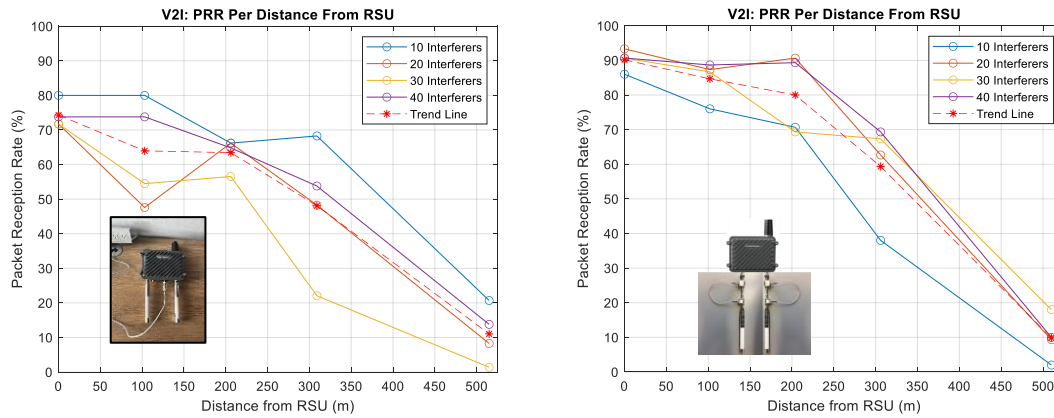 V2I: PRR Per Distance From RSU
100
90
80
70
60
50
40
30
20
10
0
Packet Reception Rate (%)
0 50 100 150 200 250 300 350 400 450 500
Distance from RSU (m)
10 Interferers
20 Interferers
30 Interferers
40 Interferers
Trend Line
V2I: PRR Per Distance From RSU
100
90
80
70
60
50
40
30
20
10
0
Packet Reception Rate (%)
0 50 100 150 200 250 300 350 400 450 500
Distance from RSU (m)
10 Interferers
20 Interferers
30 Interferers
40 Interferers
Trend Line